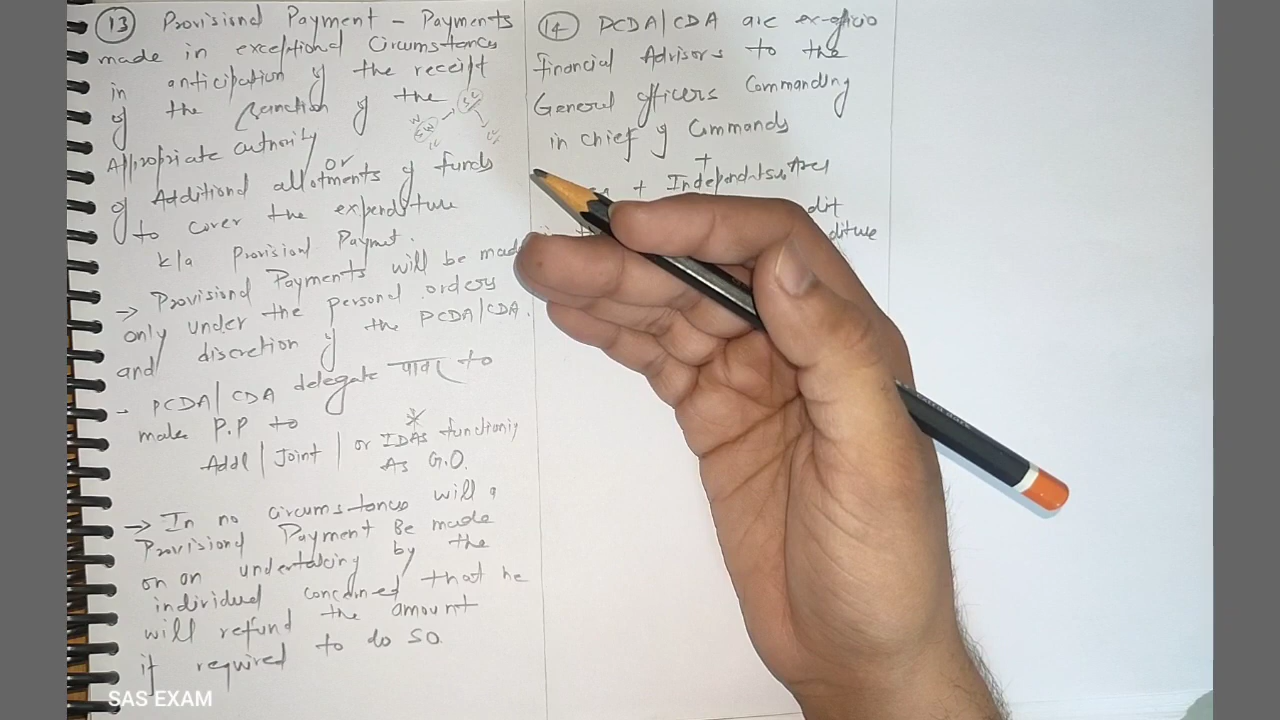 13 Provisional Payment - Payments
made in exceptional Circumstances
in anticipation of the receipt
of the sanction of the
Appropriate authority
or
of Additional allotments of funds
to cover the expenditure
k/a Provisional Paymet.
→ Provisional Payments will be made
only under the personal orders
and discretion of the PCDA/CDA.
- PCDA/CDA delegate पावर to
make P.P to
*
Addl | Joint | or IDAS functioning
As G.O.
→ In no circumstances will a
Provisional Payment Be made
on an undertaking by the
individual concerned that he
will refund the amount
if required to do so
14 PCDA/CDA are ex-officio
Financial Advisors to the
General officers Commanding
in chief of Commands
+
+ Independent
dit
diture
SAS EXAM